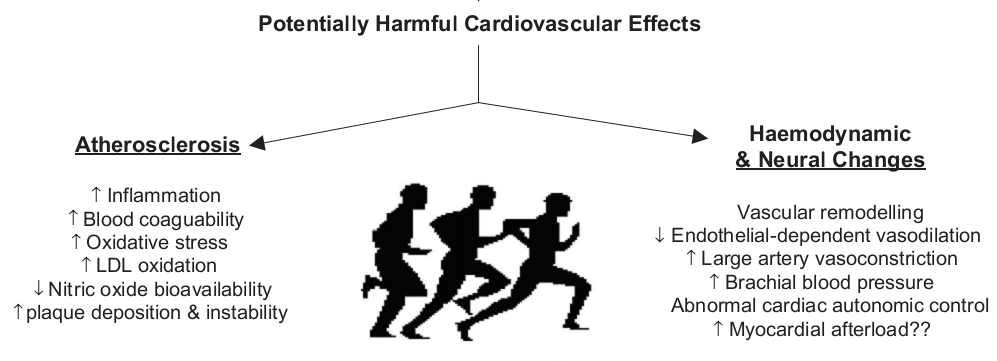 Potentially Harmful Cardiovascular Effects
Atherosclerosis
↑ Inflammation
↑ Blood coaguability
↑ Oxidative stress
↑ LDL oxidation
↓ Nitric oxide bioavailability
↑ plaque deposition & instability
Haemodynamic
& Neural Changes
Vascular remodelling
↓ Endothelial-dependent vasodilation
↑ Large artery vasoconstriction
↑ Brachial blood pressure
Abnormal cardiac autonomic control
↑ Myocardial afterload??